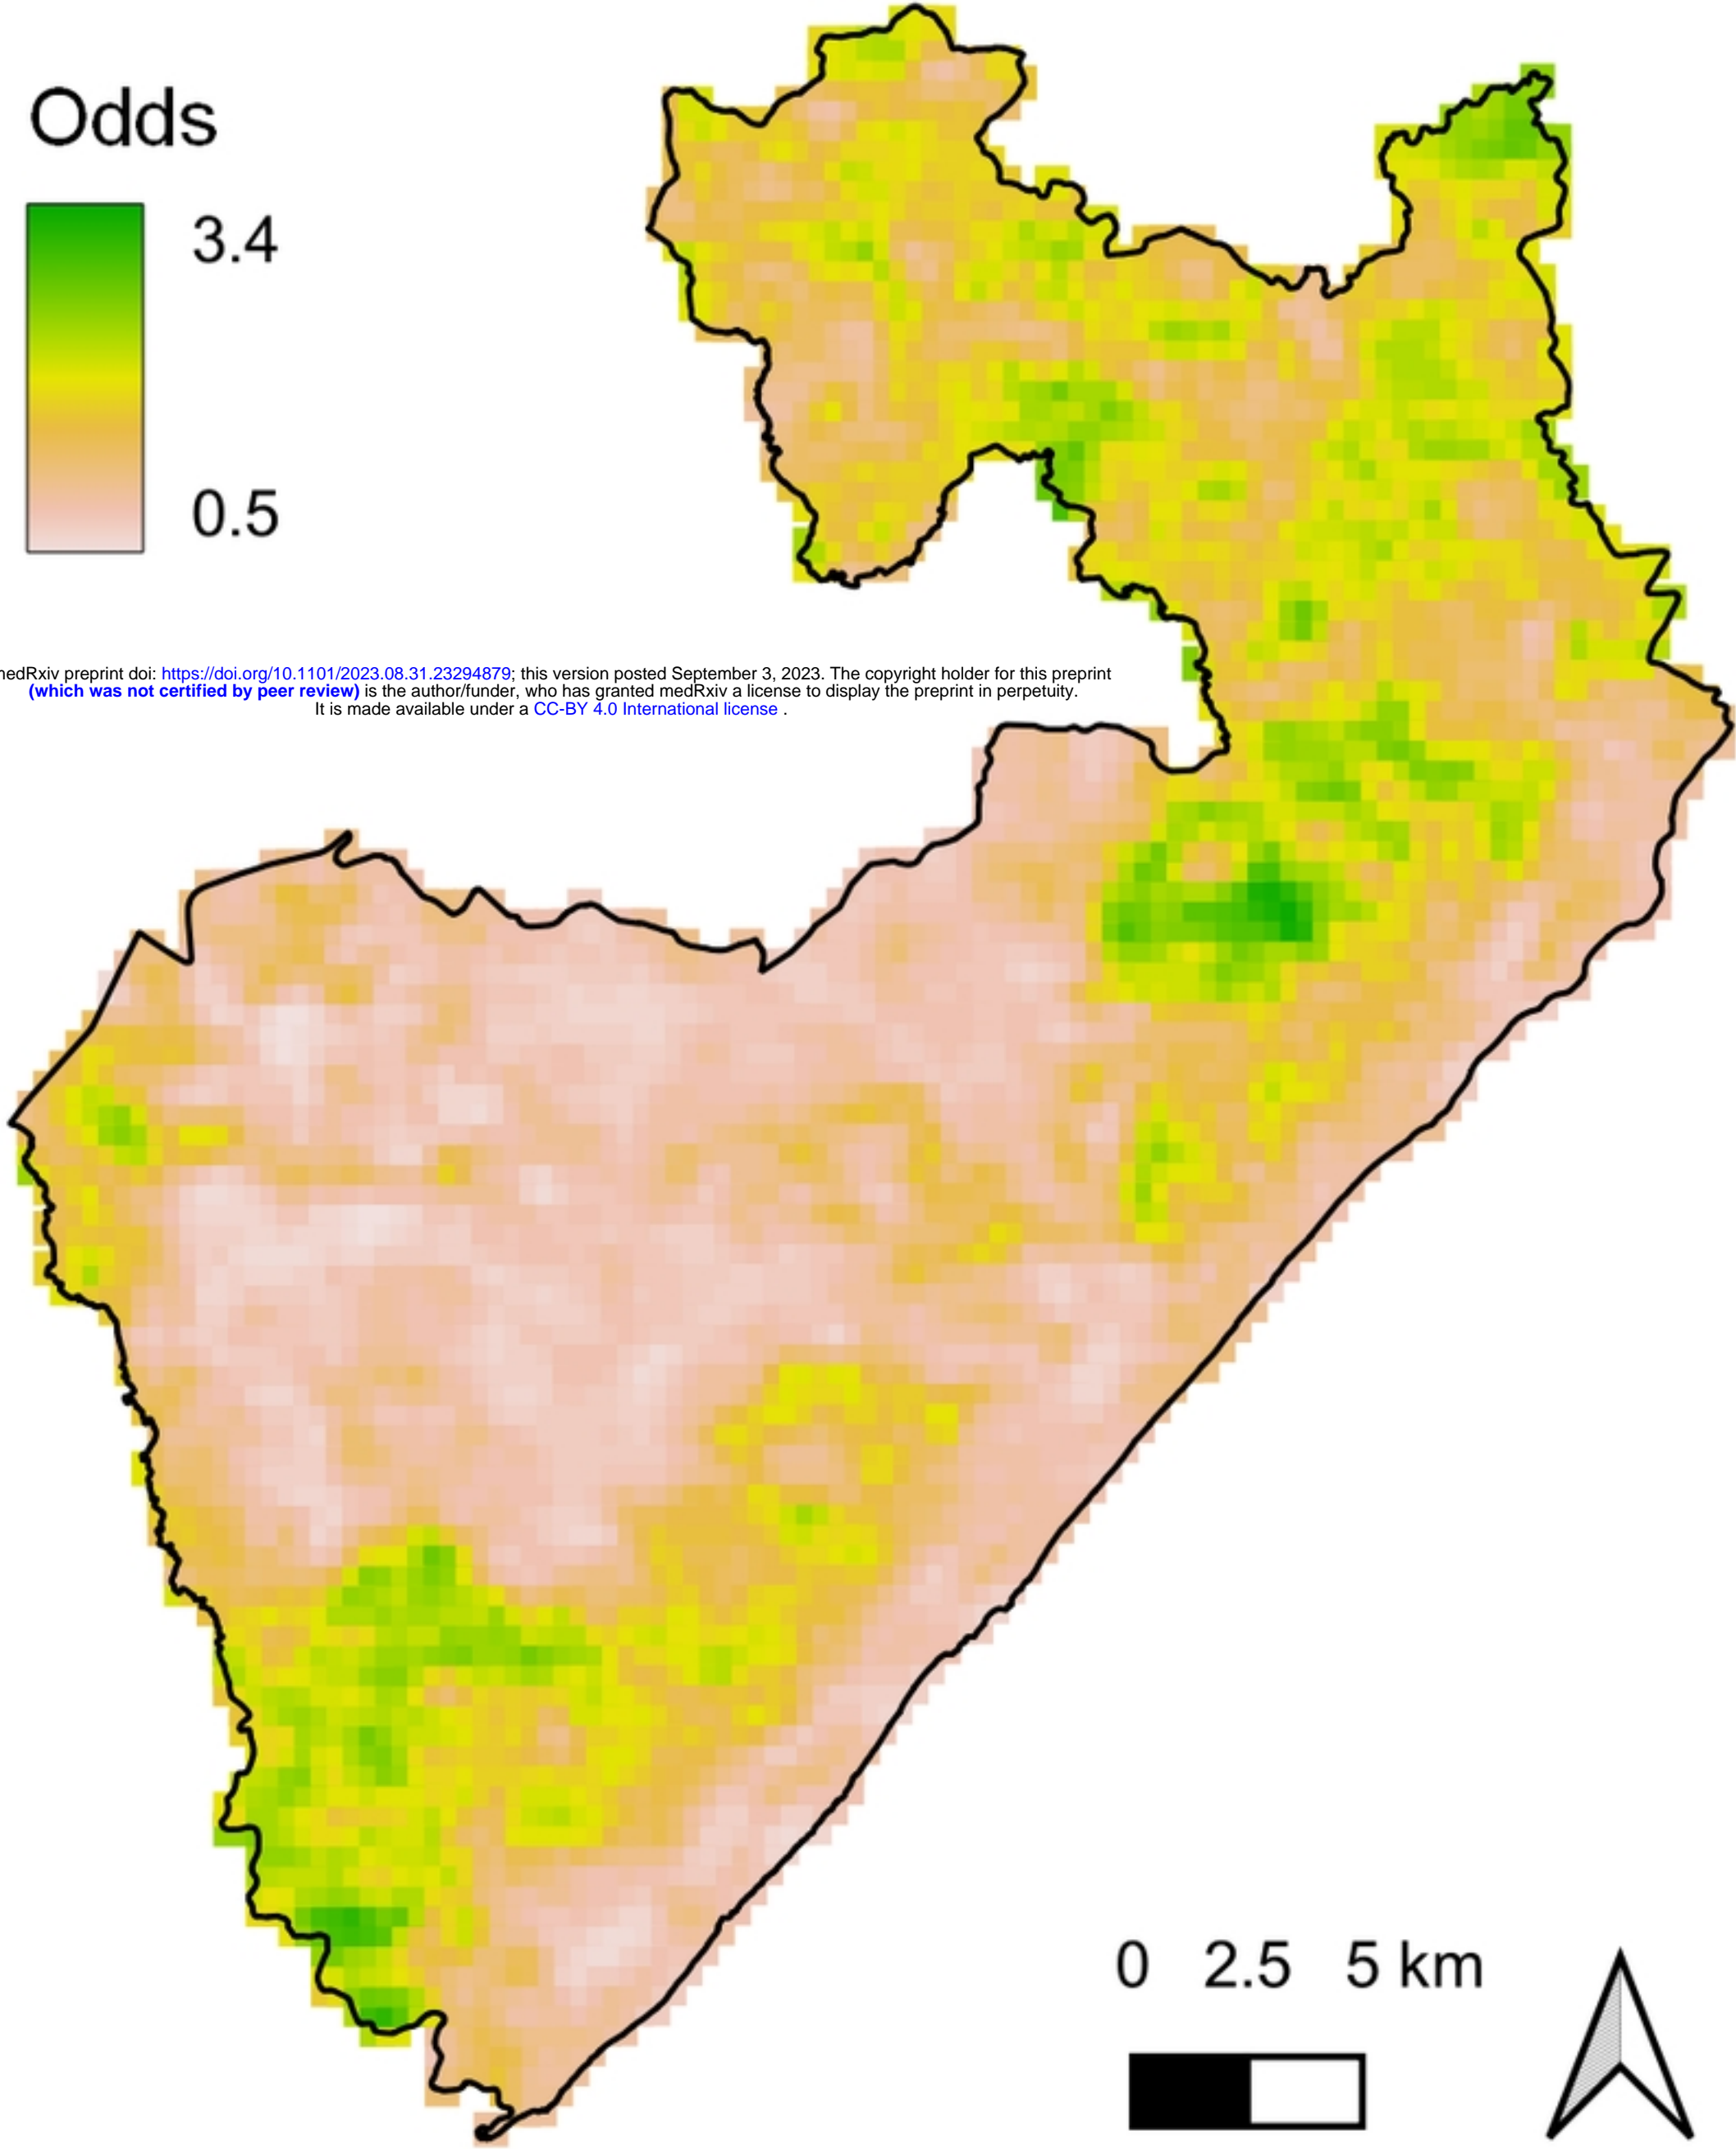 Odds
3.4
0.5
medRxiv preprint doi: https://doi.org/10.1101/2023.08.31.23294879; this version posted September 3, 2023. The copyright holder for this preprint
(which was not certified by peer review) is the author/funder, who has granted medRxiv a license to display the preprint in perpetuity.
It is made available under a CC-BY 4.0 International license .
0 2.5 5 km